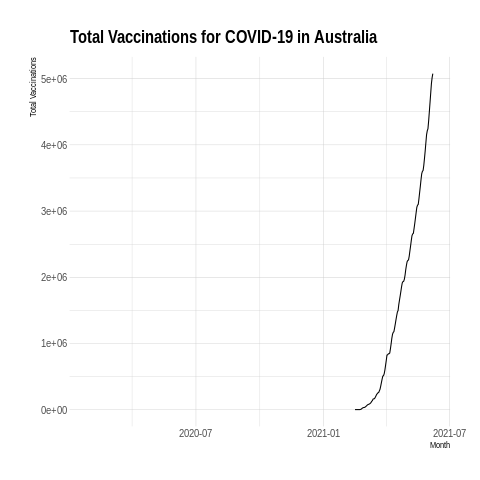 Total Vaccinations for COVID-19 in Australia
Total Vaccinations
5e+06
4e+06
3e+06
2e+06
1e+06
0e+00
2020-07 2021-01 2021-07
Month